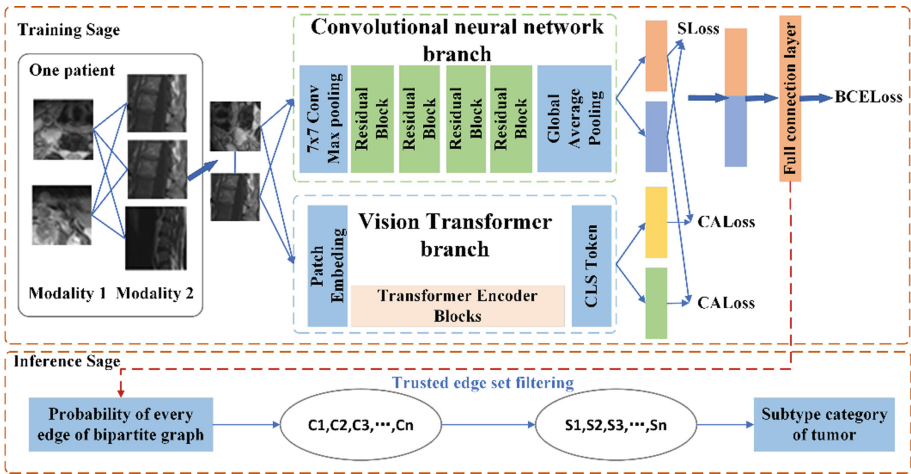 Training Sage
One patient
Modality 1 Modality 2
Convolutional neural network
branch
7x7 Conv
Max pooling
Residual
Block
Residual
Block
Residual
Block
Residual
Block
Global
Average
Pooling
Vision Transformer
branch
Patch
Embeding
Transformer Encoder
Blocks
CLS Token
SLoss
CALoss
CALoss
Full connection layer
BCELoss
Inference Sage
Trusted edge set filtering
Probability of every
edge of bipartite graph
C1,C2,C3,···,Cn
S1,S2,S3,···,Sn
Subtype category
of tumor